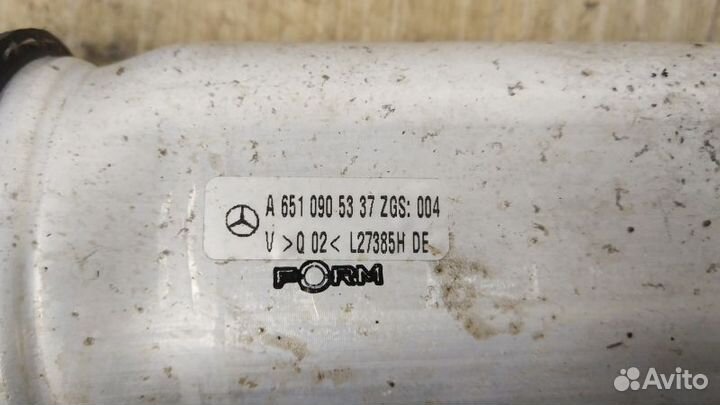 A 651 090 53 37 ZGS: 004
V >Q 02< L27385H DE
FORM
Avito